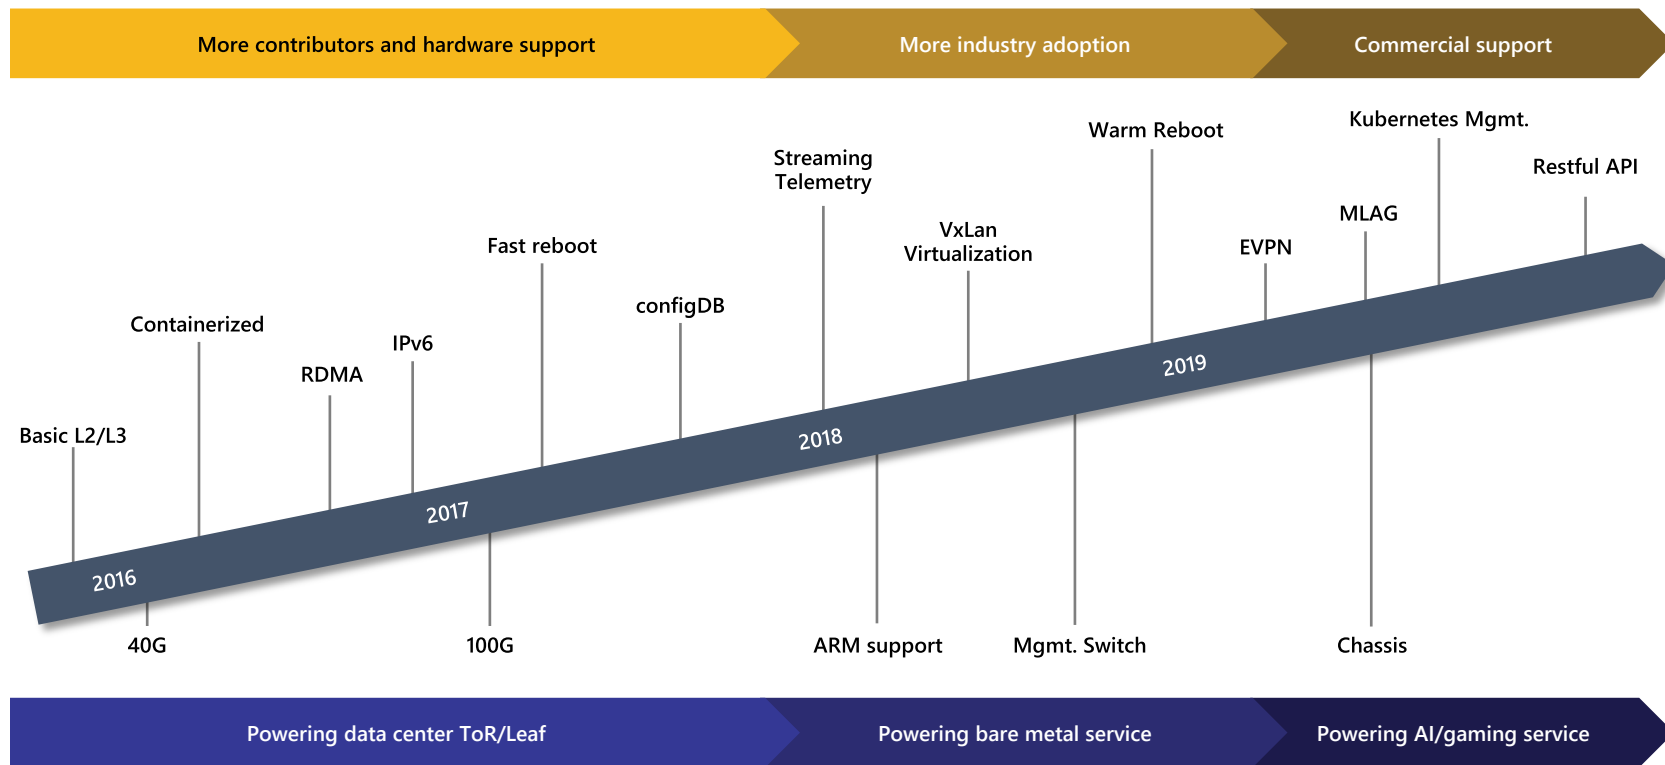 More contributors and hardware support
More industry adoption
Commercial support
Kubernetes Mgmt.
Warm Reboot
Streaming
Telemetry
Restful API
MLAG
VxLan
Virtualization
Fast reboot
EVPN
configDB
Containerized
IPv6
RDMA
Basic L2/L3
2019
2018
2017
2016
40G
100G
ARM support
Mgmt. Switch
Chassis
Powering data center ToR/Leaf
Powering bare metal service
Powering AI/gaming service